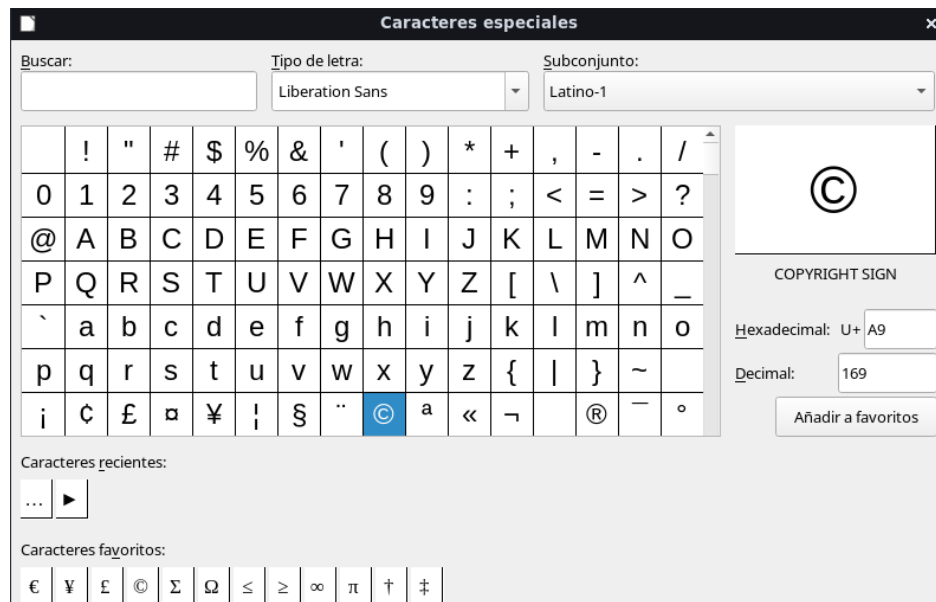 Caracteres especiales
Buscar: Tipo de letra: Subconjunto:
Liberation Sans Latino-1
! " # $ % & ' ( ) * + , - . /
0 1 2 3 4 5 6 7 8 9 : ; < = > ?
@ A B C D E F G H I J K L M N O
P Q R S T U V W X Y Z [ \ ] ^ _
` a b c d e f g h i j k l m n o
p q r s t u v w x y z { | } ~
¡ ¢ £ ¤ ¥ ¦ § ¨ © ª « ¬ ® ¯ °
©
COPYRIGHT SIGN
Hexadecimal: U+ A9
Decimal: 169
Añadir a favoritos
Caracteres recientes:
… ►
Caracteres favoritos:
€ ¥ £ © Σ Ω ≤ ≥ ∞ π † ‡